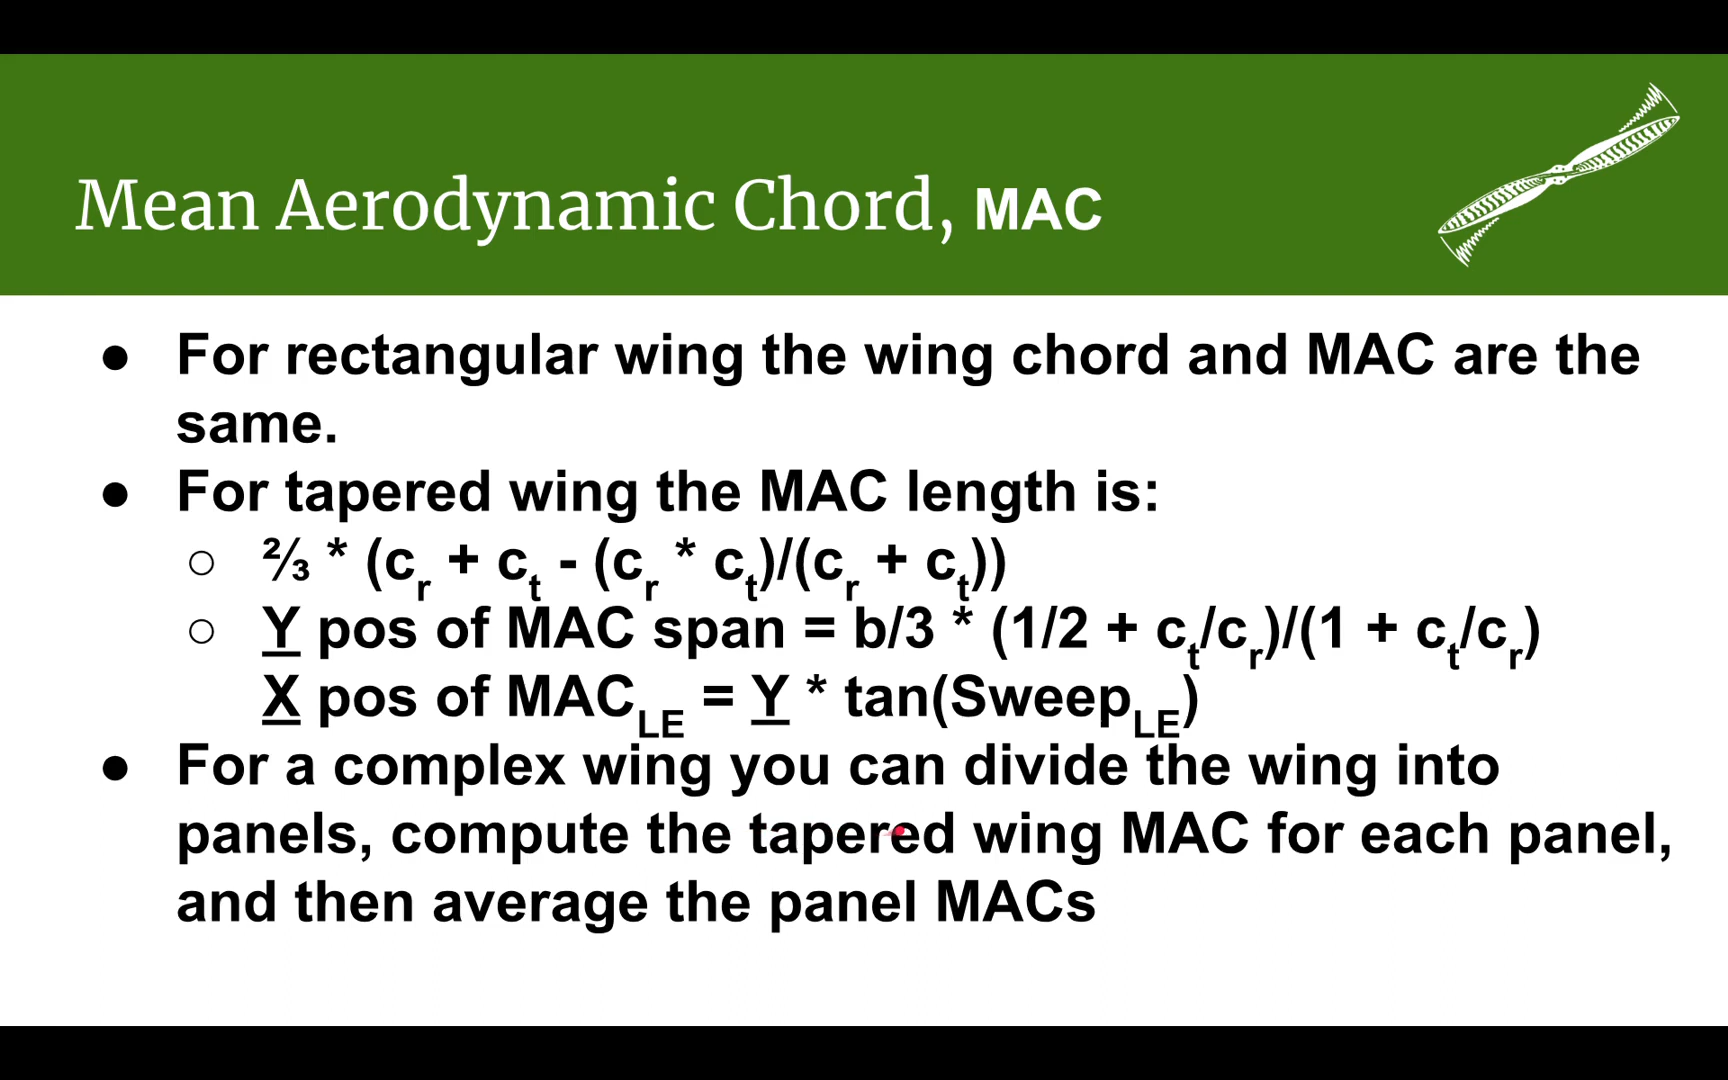 Mean Aerodynamic Chord, MAC
● For rectangular wing the wing chord and MAC are the
same.
● For tapered wing the MAC length is:
○ ⅔ * (cᵣ + cₜ - (cᵣ * cₜ)/(cᵣ + cₜ))
○ Y pos of MAC span = b/3 * (1/2 + cₜ/cᵣ)/(1 + cₜ/cᵣ)
X pos of MAC_LE = Y * tan(Sweep_LE)
● For a complex wing you can divide the wing into
panels, compute the tapered wing MAC for each panel,
and then average the panel MACs